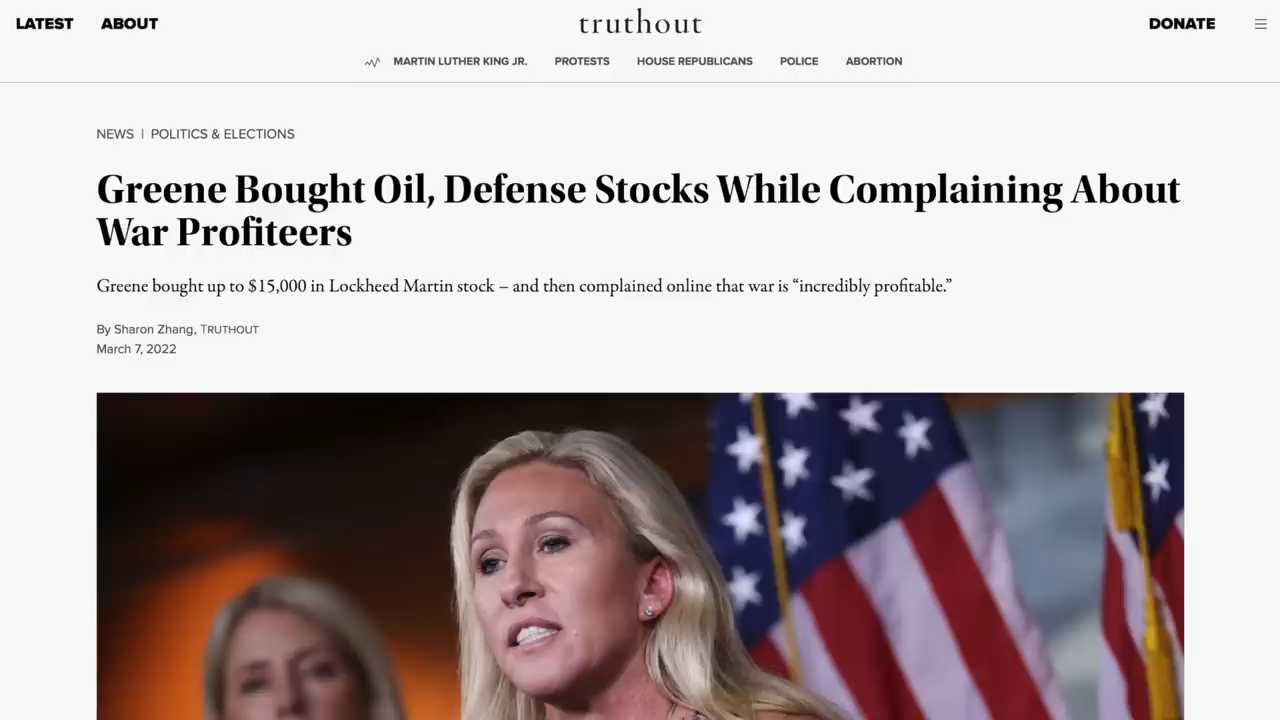 LATEST
ABOUT
truthout
DONATE
MARTIN LUTHER KING JR.
PROTESTS
HOUSE REPUBLICANS
POLICE
ABORTION
NEWS | POLITICS & ELECTIONS
Greene Bought Oil, Defense Stocks While Complaining About
War Profiteers
Greene bought up to $15,000 in Lockheed Martin stock – and then complained online that war is “incredibly profitable.”
By Sharon Zhang, TRUTHOUT
March 7, 2022